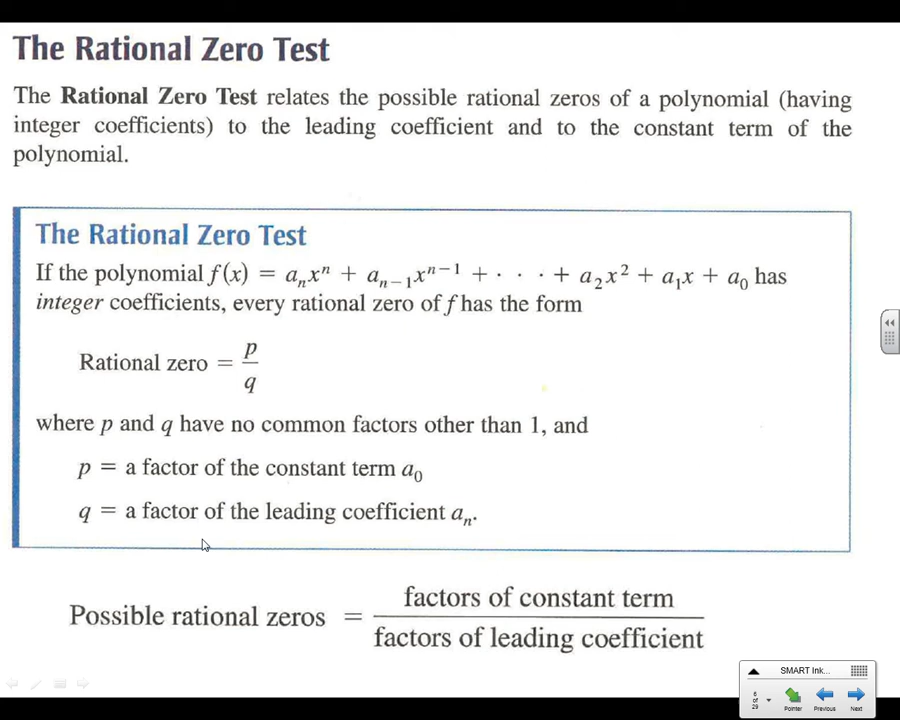 The Rational Zero Test
The Rational Zero Test relates the possible rational zeros of a polynomial (having
integer coefficients) to the leading coefficient and to the constant term of the
polynomial.
The Rational Zero Test
If the polynomial f(x) = aₙxⁿ + aₙ₋₁xⁿ⁻¹ + · · · + a₂x² + a₁x + a₀ has
integer coefficients, every rational zero of f has the form
Rational zero = p/q
where p and q have no common factors other than 1, and
p = a factor of the constant term a₀
q = a factor of the leading coefficient aₙ.
Possible rational zeros = factors of constant term / factors of leading coefficient
SMART Ink...
6 of 29
Pointer
Previous
Next